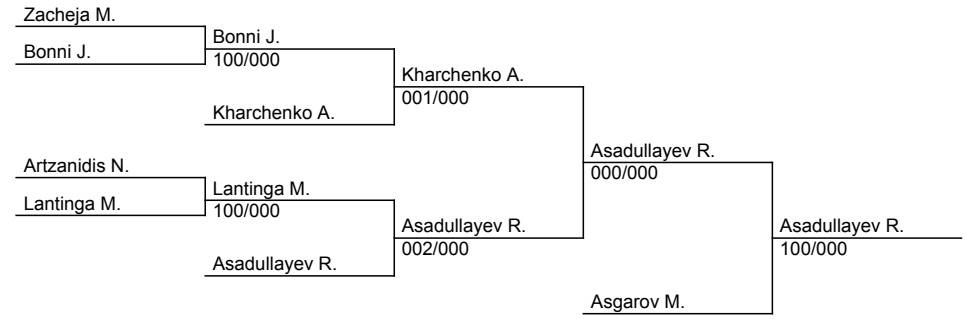 Zacheja M.
Bonni J.
Bonni J.
100/000
Kharchenko A.
Kharchenko A.
001/000
Artzanidis N.
Lantinga M.
Lantinga M.
100/000
Asadullayev R.
Asadullayev R.
002/000
Asadullayev R.
000/000
Asgarov M.
Asadullayev R.
100/000